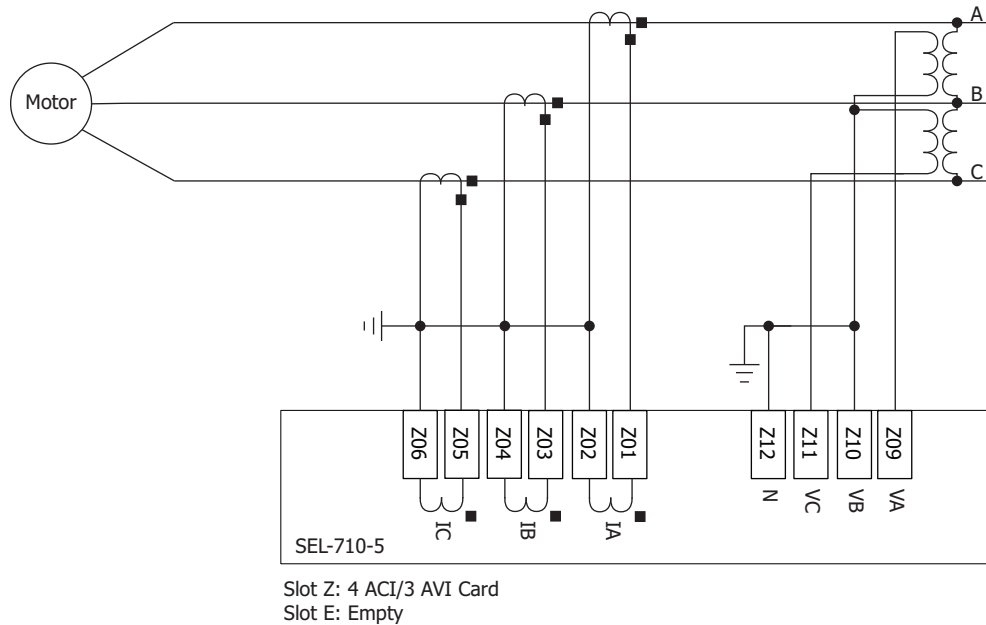 A
Motor
B
C
Z06
Z05
Z04
Z03
Z02
Z01
Z12
Z11
Z10
Z09
IC
IB
IA
N
VC
VB
VA
SEL-710-5
Slot Z: 4 ACI/3 AVI Card
Slot E: Empty